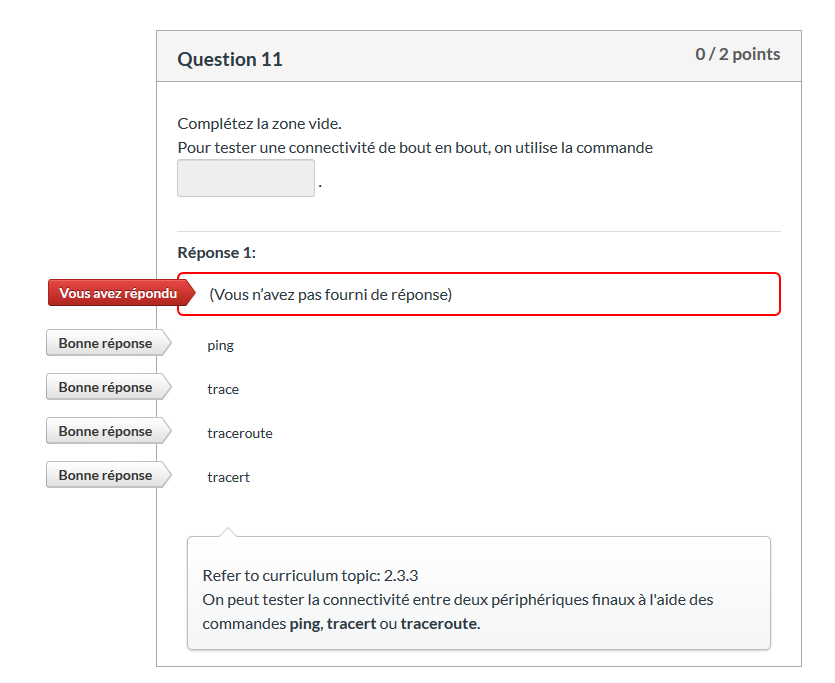 Question 11
0 / 2 points
Complétez la zone vide.
Pour tester une connectivité de bout en bout, on utilise la commande
.
Réponse 1:
Vous avez répondu
(Vous n'avez pas fourni de réponse)
Bonne réponse
ping
Bonne réponse
trace
Bonne réponse
traceroute
Bonne réponse
tracert
Refer to curriculum topic: 2.3.3
On peut tester la connectivité entre deux périphériques finaux à l'aide des
commandes ping, tracert ou traceroute.